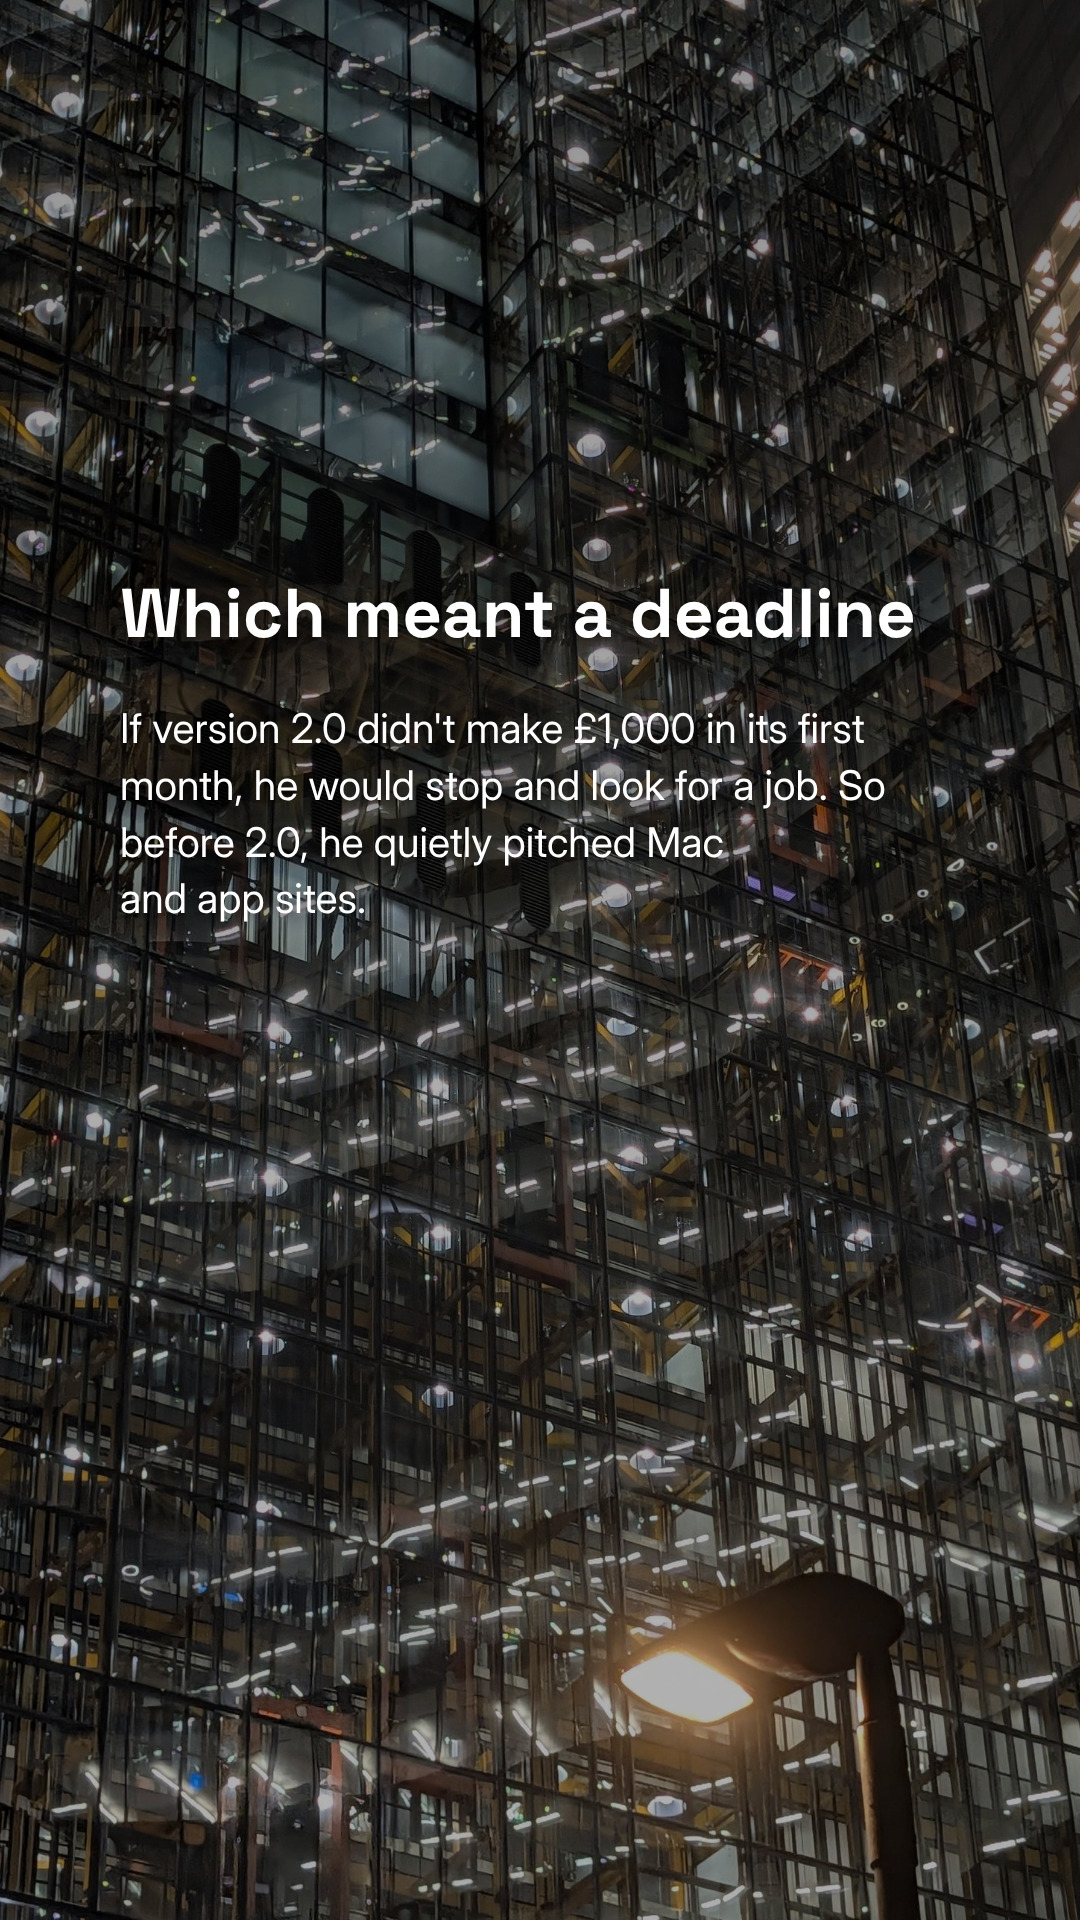 Which meant a deadline
If version 2.0 didn't make £1,000 in its first
month, he would stop and look for a job. So
before 2.0, he quietly pitched Mac
and app sites.